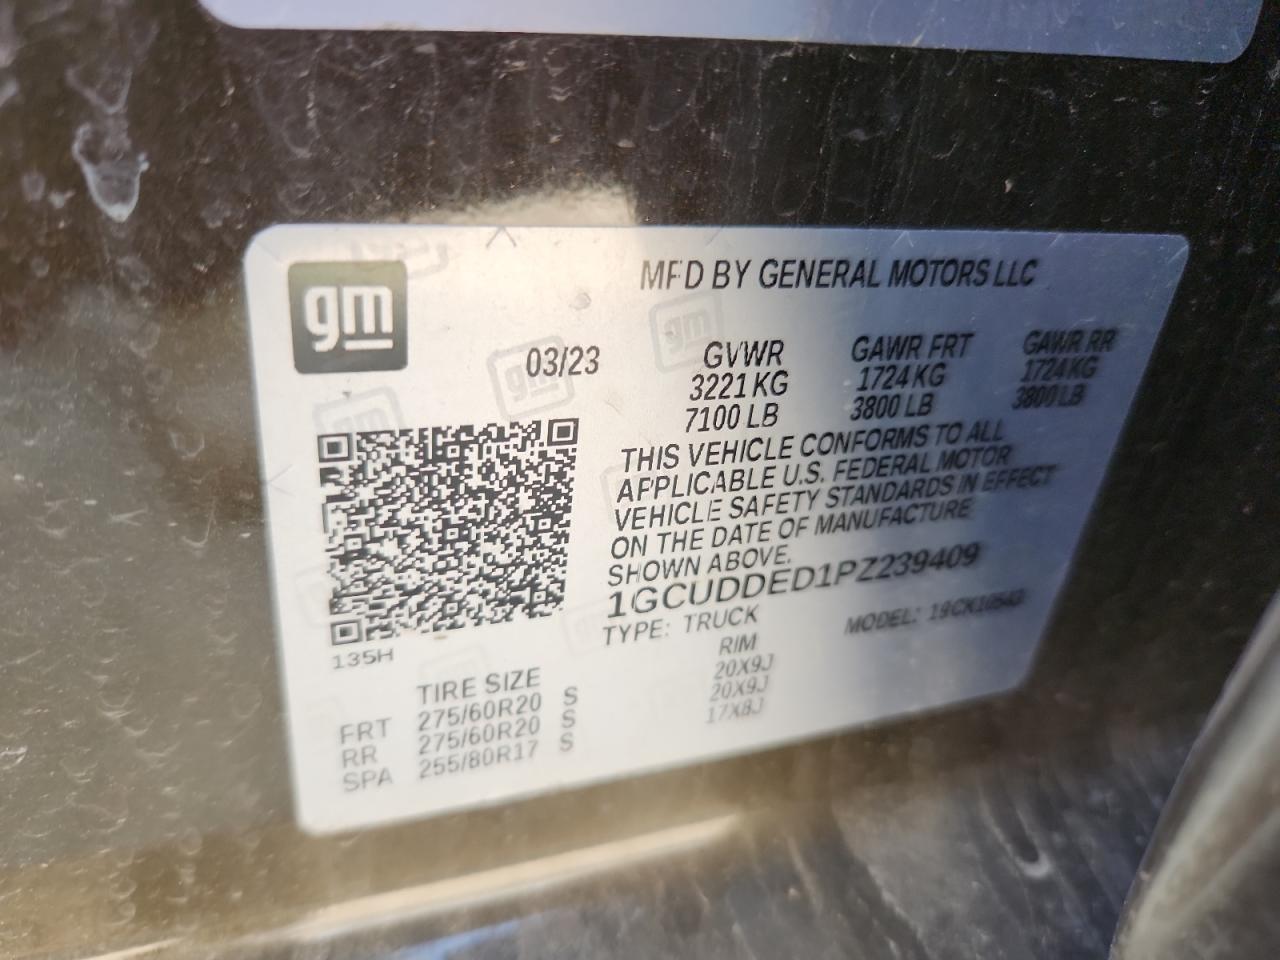 gm
MFD BY GENERAL MOTORS LLC
03/23
GVWR GAWR FRT GAWR RR
3221 KG 1724 KG 1724 KG
7100 LB 3800 LB 3800 LB
THIS VEHICLE CONFORMS TO ALL
APPLICABLE U.S. FEDERAL MOTOR
VEHICLE SAFETY STANDARDS IN EFFECT
ON THE DATE OF MANUFACTURE
SHOWN ABOVE.
1GCUDDED1PZ239409
TYPE: TRUCK MODEL: 19CK10543
135H
TIRE SIZE RIM
FRT 275/60R20 S 20X9J
RR 275/60R20 S 20X9J
SPA 255/80R17 S 17X8J